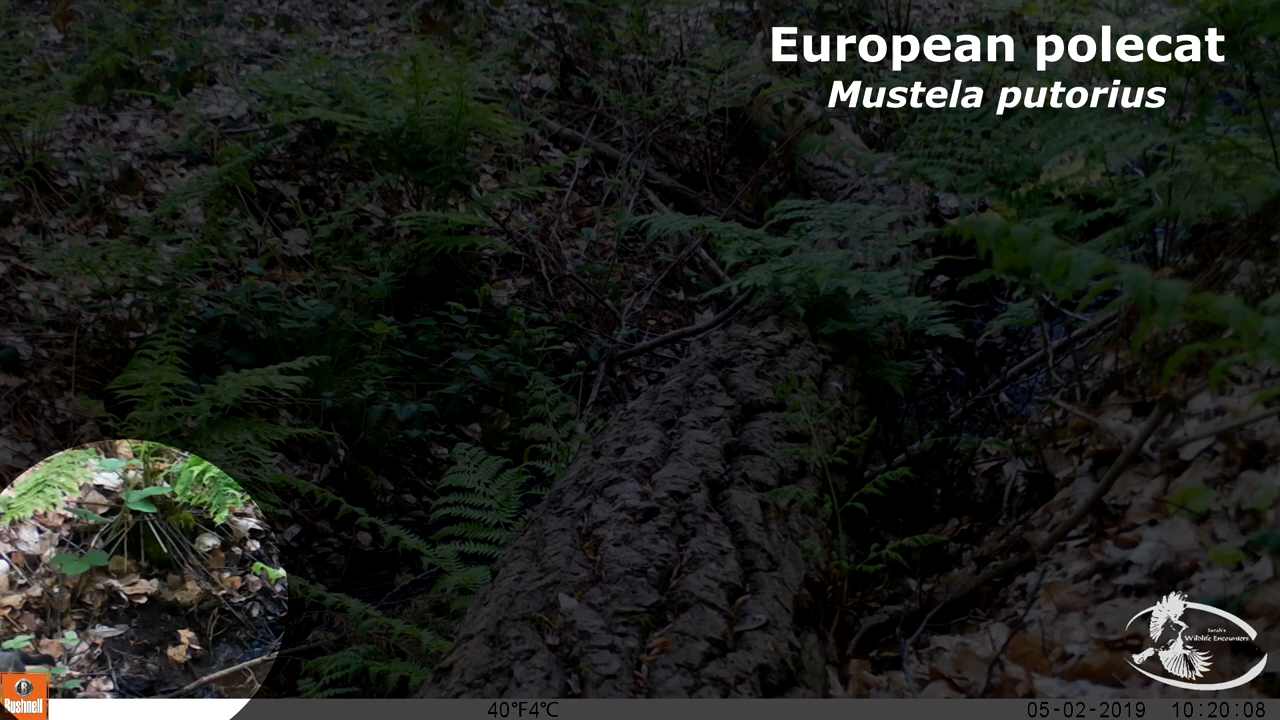 European polecat
Mustela putorius
Sarah's
Wildlife Encounters
Bushnell
40°F4°C
05-02-2019 10:20:08